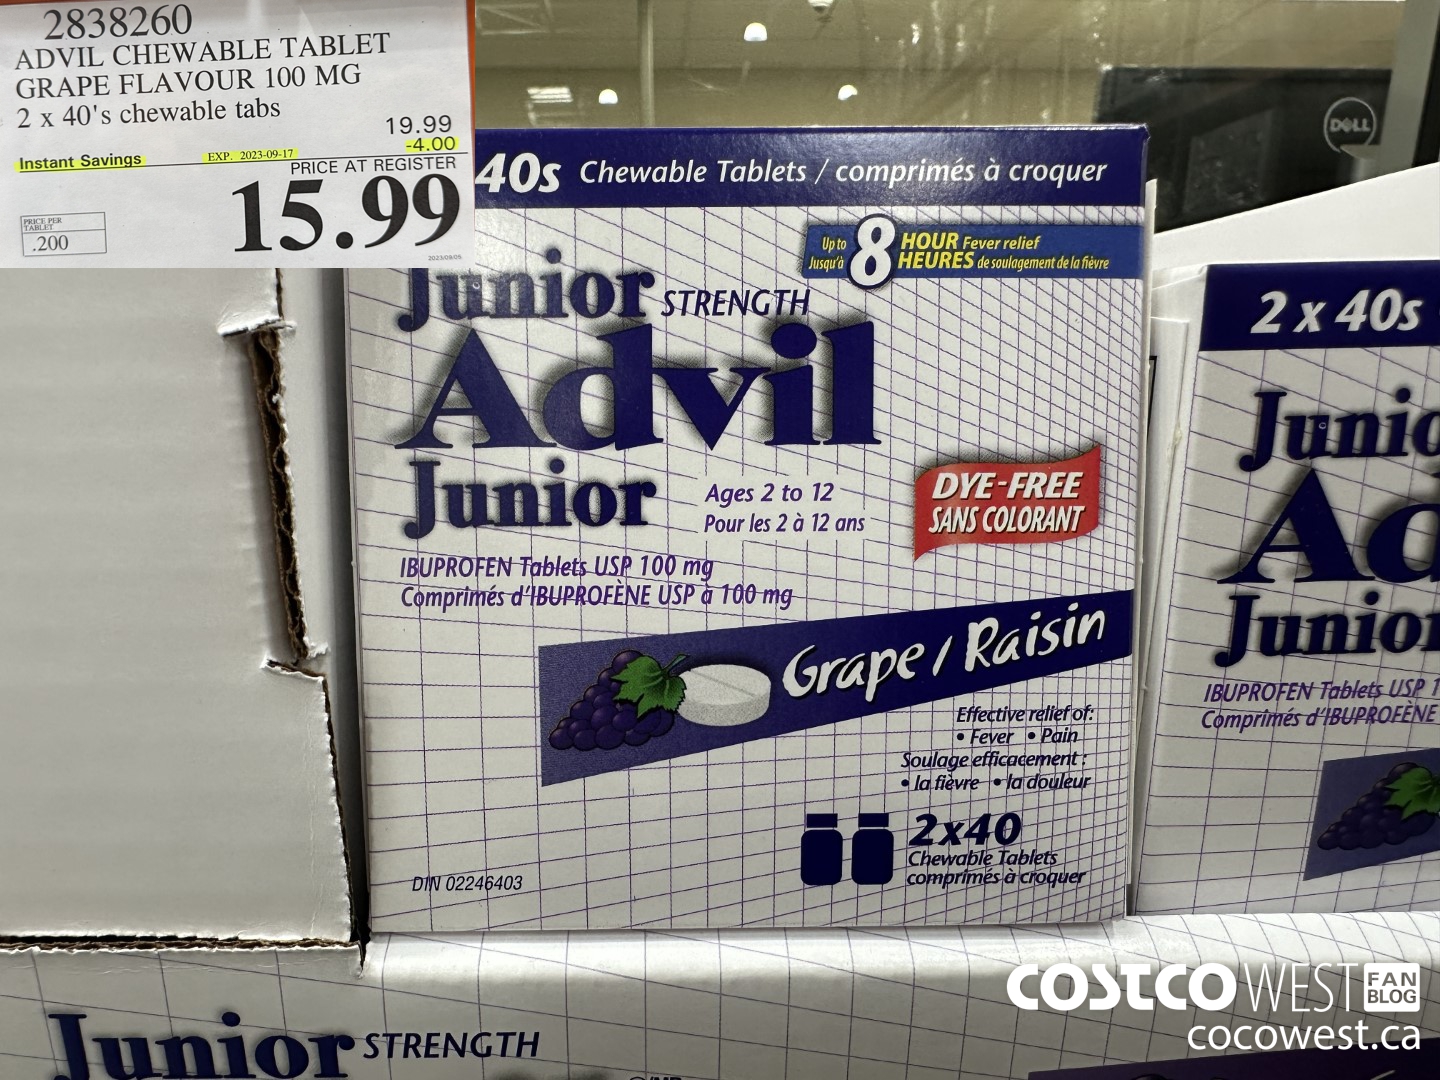 2838260
ADVIL CHEWABLE TABLET
GRAPE FLAVOUR 100 MG
2 x 40's chewable tabs
19.99
-4.00
Instant Savings EXP. 2023-09-17
PRICE AT REGISTER
15.99
PRICE PER
TABLET
.200
40s Chewable Tablets / comprimés à croquer
Up to 8 HOUR Fever relief
Jusqu'à HEURES de soulagement de la fièvre
Junior STRENGTH
Advil
Junior
Ages 2 to 12
Pour les 2 à 12 ans
DYE-FREE
SANS COLORANT
IBUPROFEN Tablets USP 100 mg
Comprimés d'IBUPROFÈNE USP à 100 mg
Grape / Raisin
Effective relief of:
• Fever • Pain
Soulage efficacement :
• la fièvre • la douleur
2x40
Chewable Tablets
comprimés à croquer
DIN 02246403
DELL
2 x 40s
Junio
Ad
Junior
IBUPROFEN Tablets USP 1
Comprimés d'IBUPROFÈNE
Junior STRENGTH
COSTCO WEST FAN BLOG
cocowest.ca